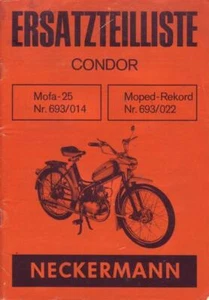 ERSATZTEILLISTE
CONDOR
Mofa-25
Nr. 693/014
Moped-Rekord
Nr. 693/022
NECKERMANN